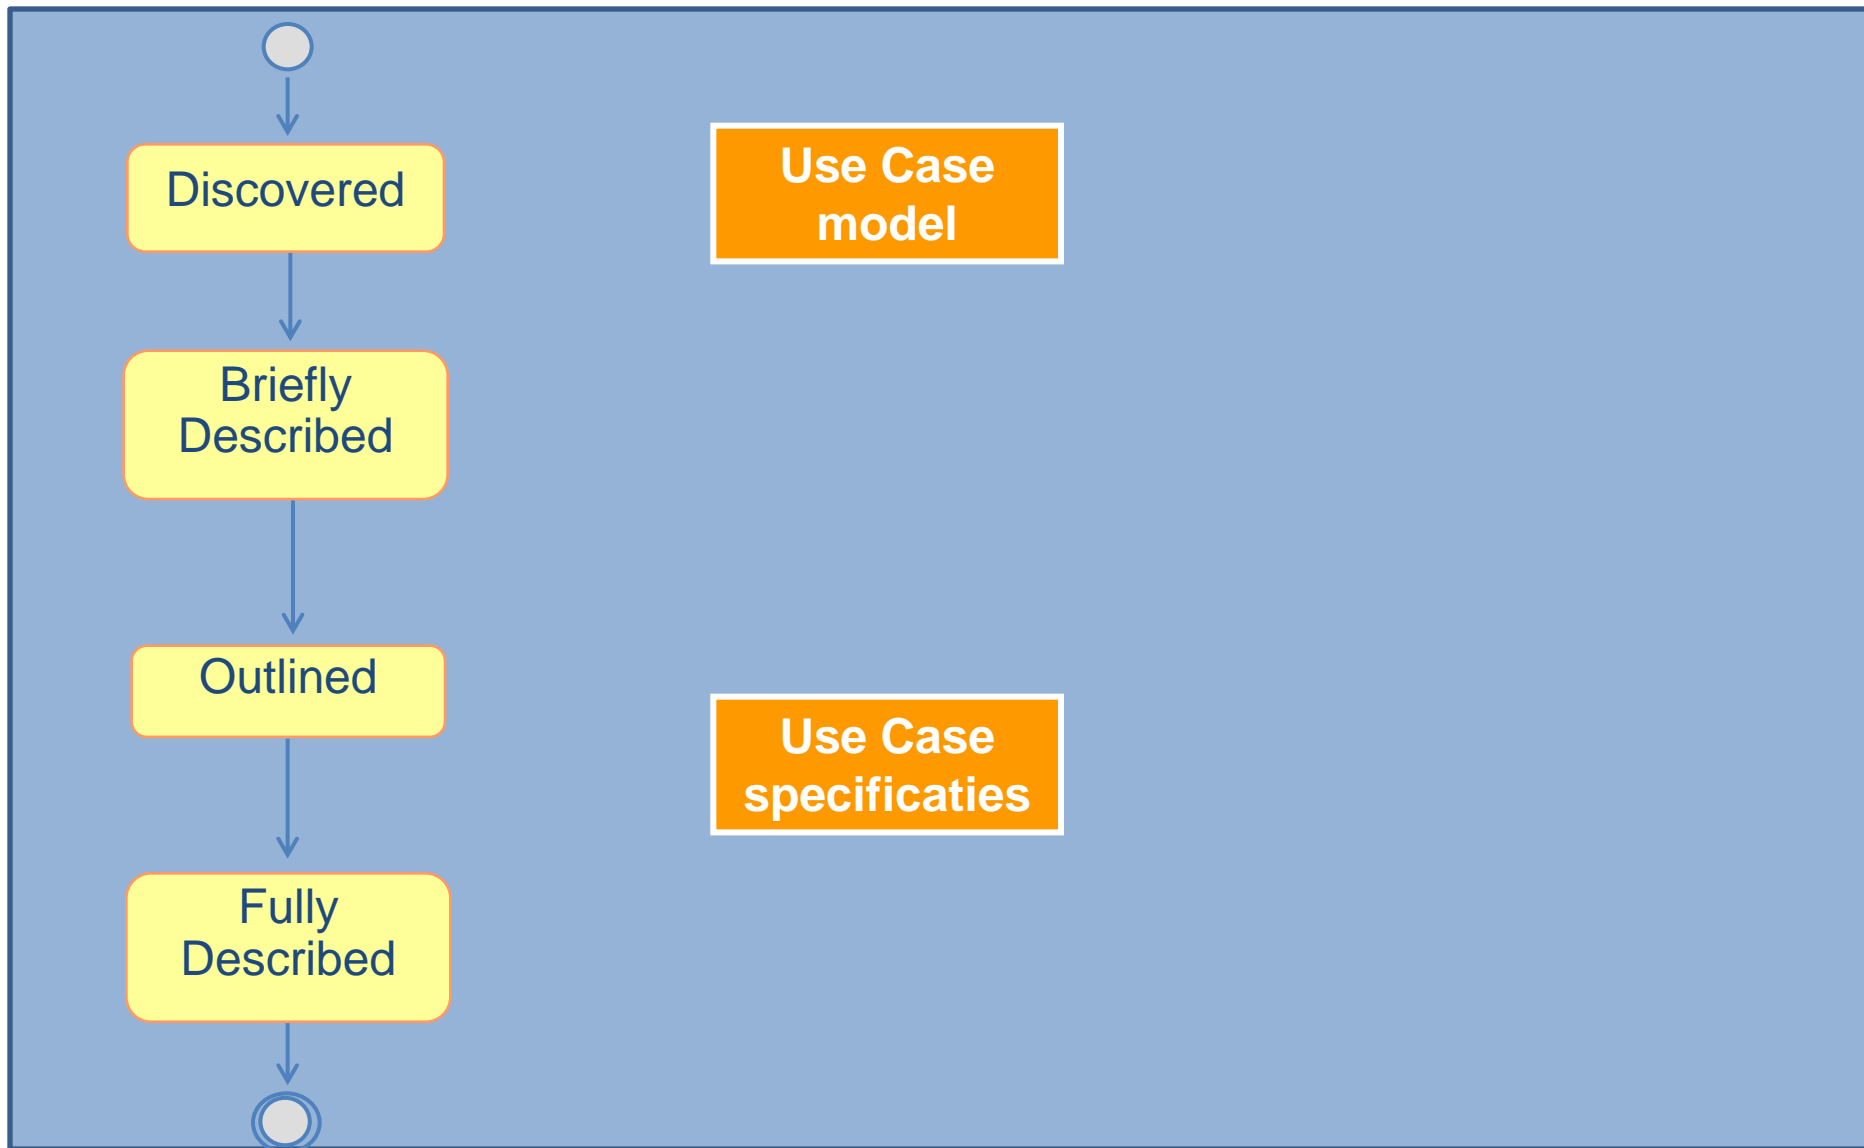 Discovered
Use Case
model
Briefly
Described
Outlined
Use Case
specificaties
Fully
Described